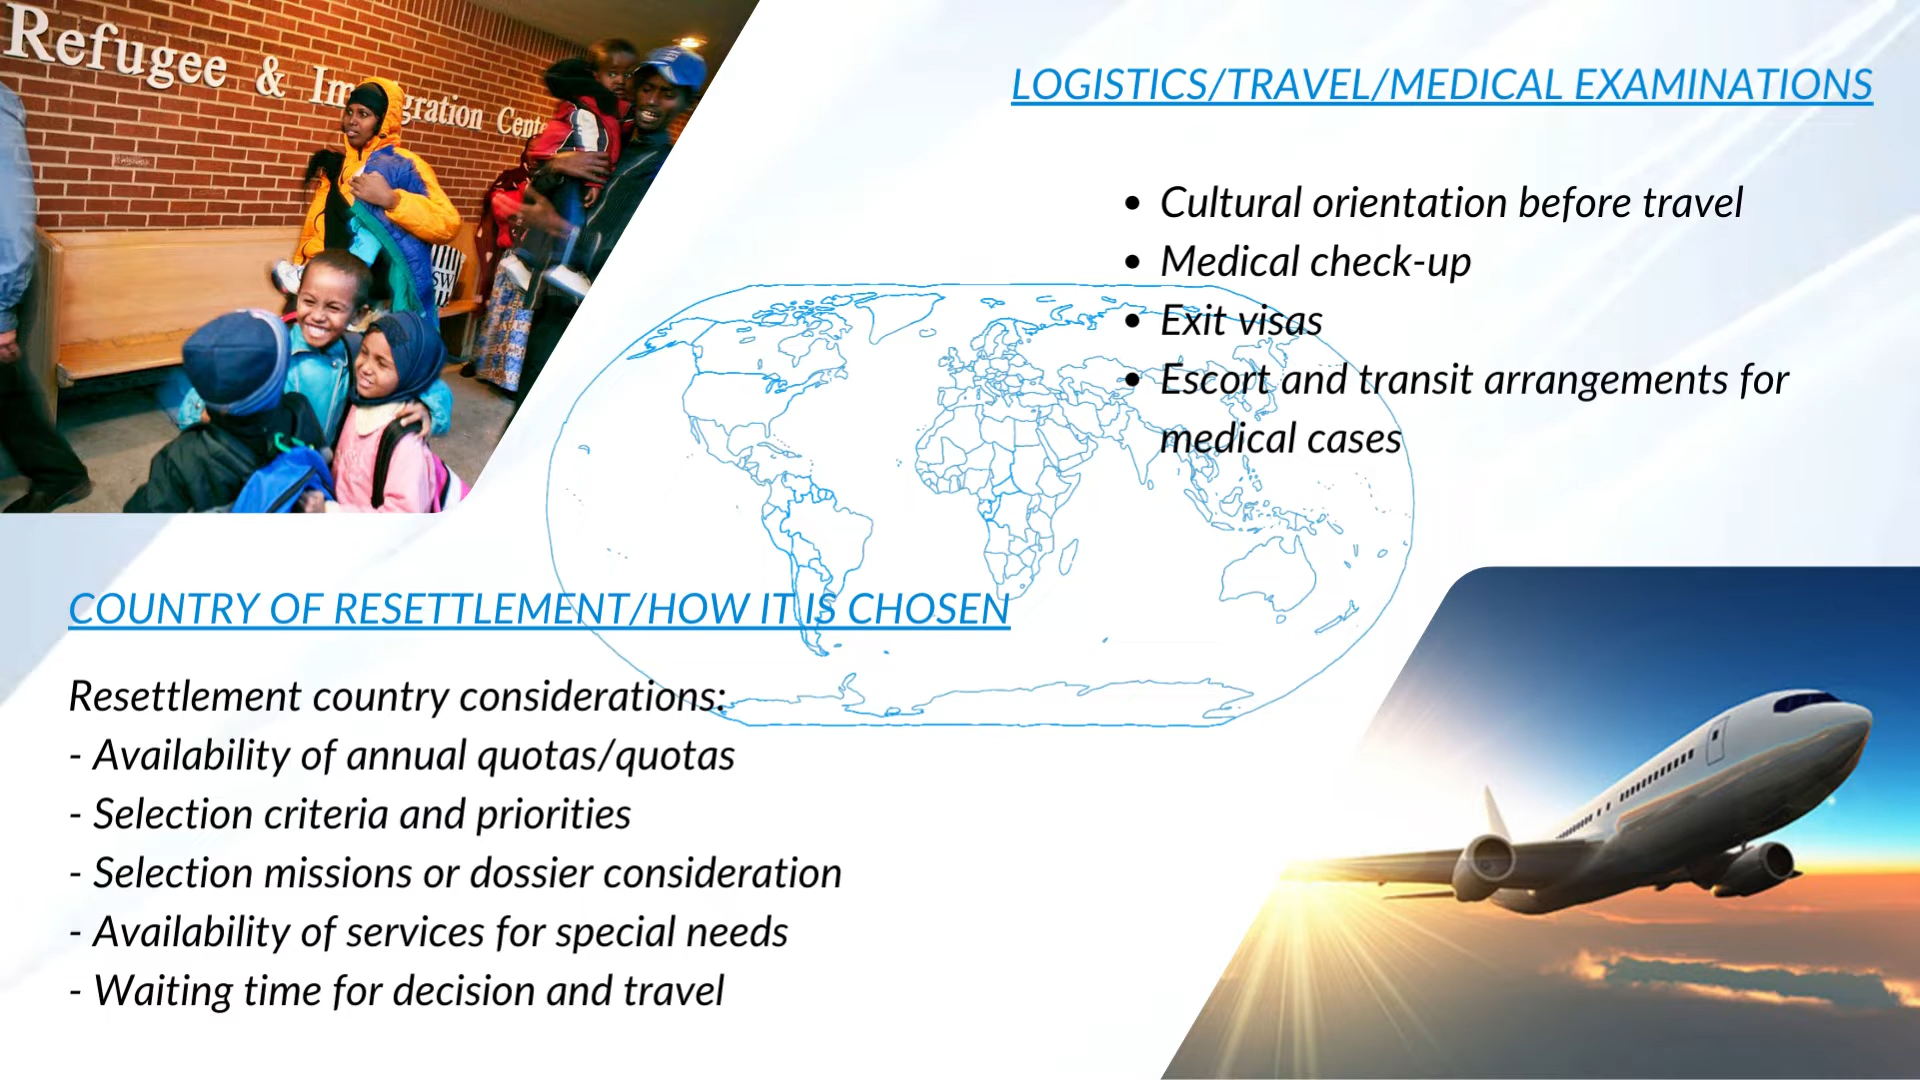 Refugee & Im gration Cente
LOGISTICS/TRAVEL/MEDICAL EXAMINATIONS
• Cultural orientation before travel
• Medical check-up
• Exit visas
• Escort and transit arrangements for
medical cases
COUNTRY OF RESETTLEMENT/HOW IT IS CHOSEN
Resettlement country considerations:
- Availability of annual quotas/quotas
- Selection criteria and priorities
- Selection missions or dossier consideration
- Availability of services for special needs
- Waiting time for decision and travel